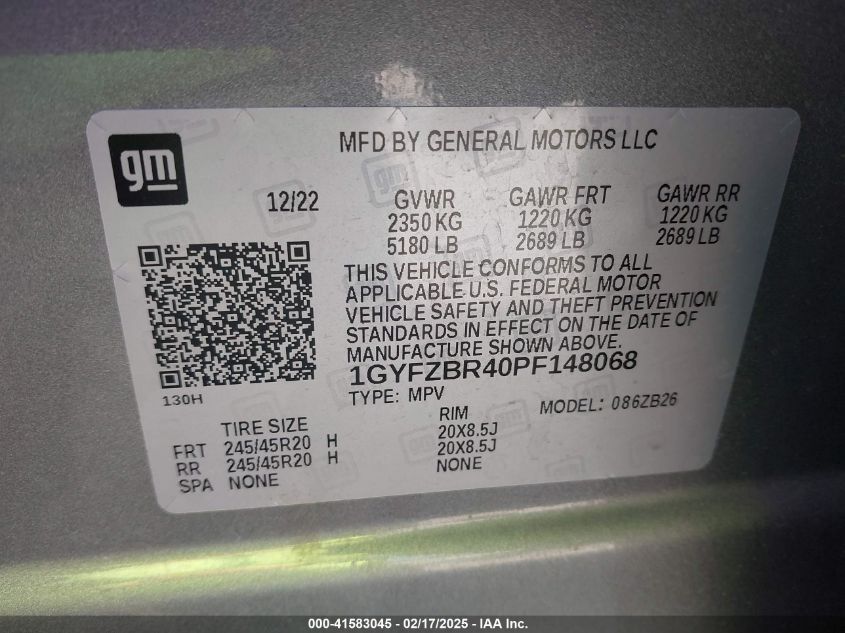 gm
MFD BY GENERAL MOTORS LLC
12/22
GVWR GAWR FRT GAWR RR
2350 KG 1220 KG 1220 KG
5180 LB 2689 LB 2689 LB
THIS VEHICLE CONFORMS TO ALL
APPLICABLE U.S. FEDERAL MOTOR
VEHICLE SAFETY AND THEFT PREVENTION
STANDARDS IN EFFECT ON THE DATE OF
MANUFACTURE SHOWN ABOVE.
1GYFZBR40PF148068
130H
TYPE: MPV MODEL: 086ZB26
TIRE SIZE RIM
FRT 245/45R20 H 20X8.5J
RR 245/45R20 H 20X8.5J
SPA NONE NONE
000-41583045 - 02/17/2025 - IAA Inc.